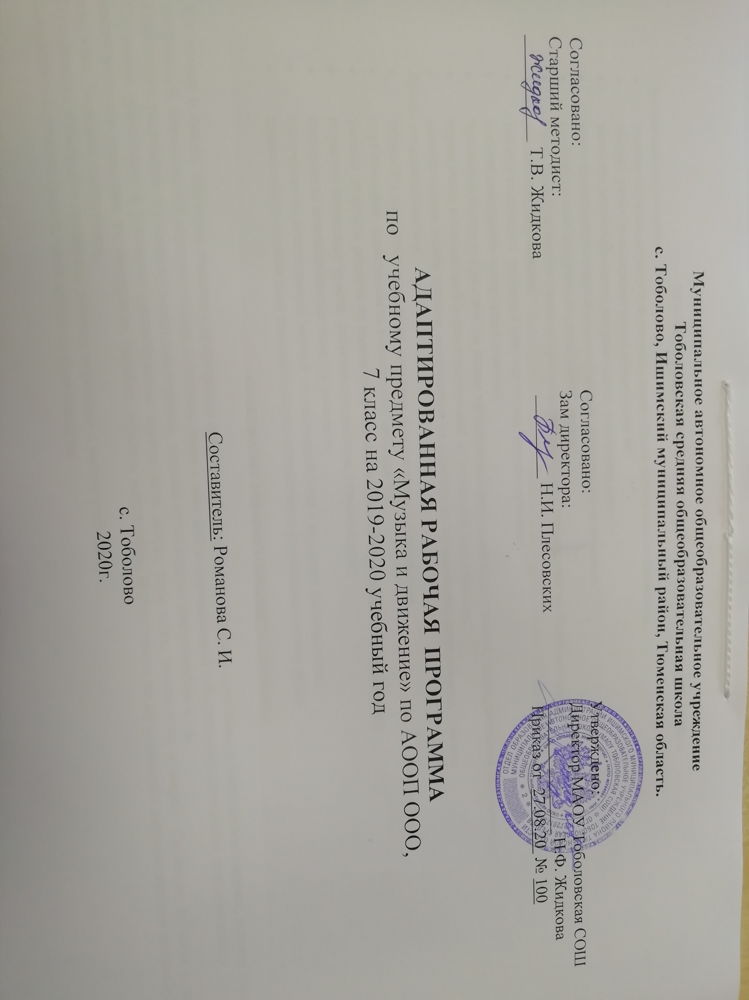 Муниципальное автономное общеобразовательное учреждение
Тоболовская средняя общеобразовательная школа
с. Тоболово, Ишимский муниципальный район, Тюменская область.
Согласовано:
Старший методист:
Т.В. Жидкова
Согласовано:
Зам директора:
Н.И. Плесовских
Утверждено:
Директор МАОУ Тоболовская СОШ
Н.Ф. Жидкова
Приказ от 27.08.20 № 100
АДАПТИРОВАННАЯ РАБОЧАЯ ПРОГРАММА
по учебному предмету «Музыка и движение» по АООП ООО,
7 класс на 2019-2020 учебный год
Составитель: Романова С. И.
с. Тоболово
2020г.